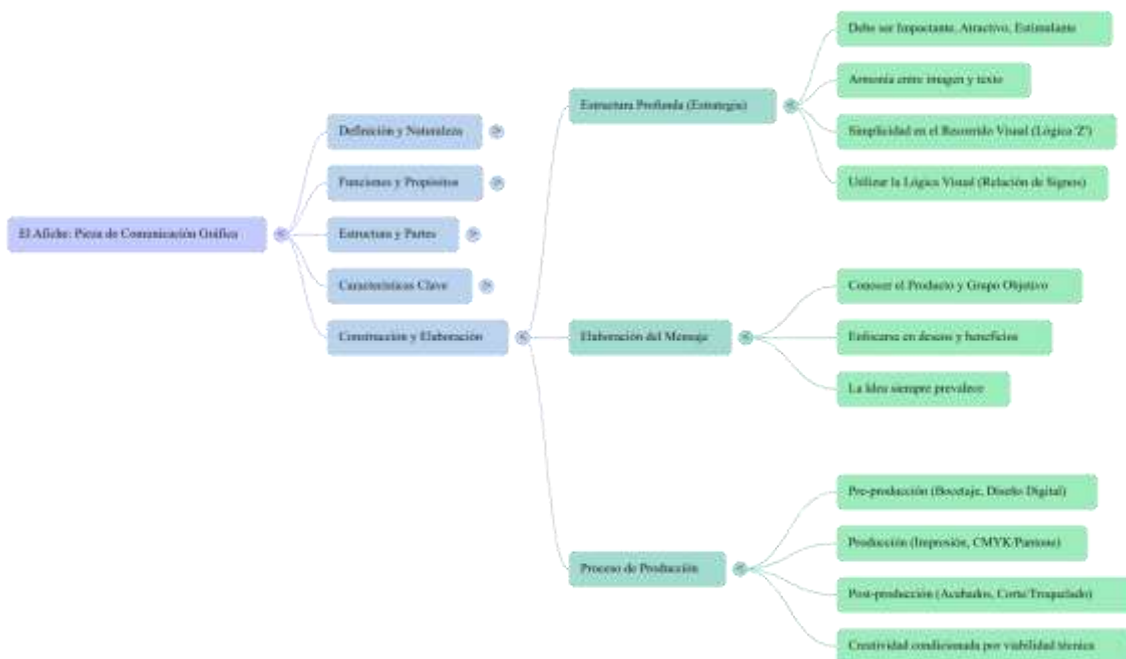 El Afiche: Pieza de Comunicación Gráfica
Definición y Naturaleza
Funciones y Propósitos
Estructura y Partes
Características Clave
Construcción y Elaboración
Estructura Profunda (Estrategia)
Debe ser Impactante, Atractivo, Estimulante
Armonía entre imagen y texto
Simplicidad en el Recorrido Visual (Lógica 'Z')
Utilizar la Lógica Visual (Relación de Signos)
Elaboración del Mensaje
Conocer el Producto y Grupo Objetivo
Enfocarse en deseos y beneficios
La Idea siempre prevalece
Proceso de Producción
Pre-producción (Bocetaje, Diseño Digital)
Producción (Impresión, CMYK/Pantone)
Post-producción (Acabados, Corte/Troquelado)
Creatividad condicionada por viabilidad técnica